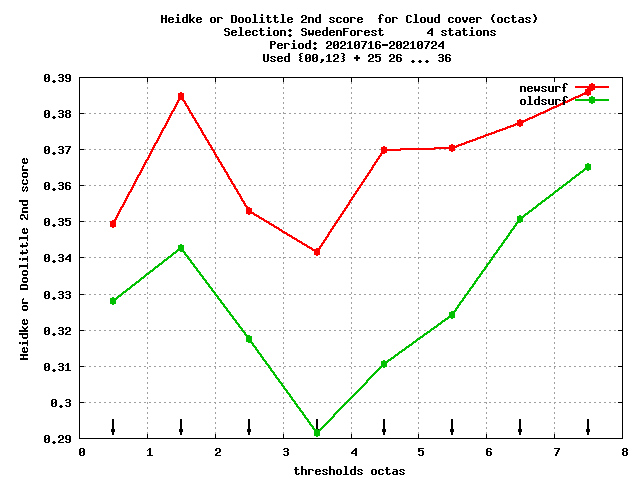 Heidke or Doolittle 2nd score  for Cloud cover (octas)
Selection: SwedenForest      4 stations
Period: 20210716-20210724
Used {00,12} + 25 26 ... 36
newsurf
oldsurf
Heidke or Doolittle 2nd score
0.39
0.38
0.37
0.36
0.35
0.34
0.33
0.32
0.31
0.3
0.29
0 1 2 3 4 5 6 7 8
thresholds octas